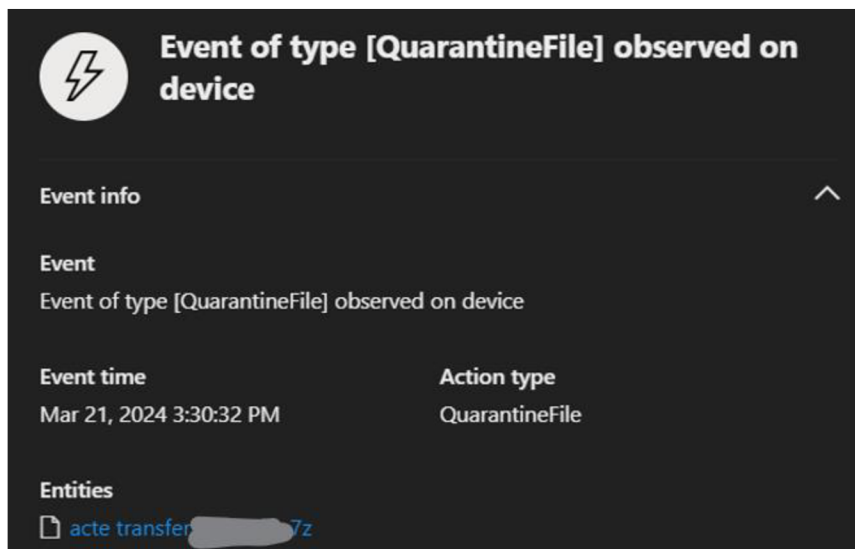 Event of type [QuarantineFile] observed on
device
Event info
Event
Event of type [QuarantineFile] observed on device
Event time
Action type
Mar 21, 2024 3:30:32 PM
QuarantineFile
Entities
acte transfer 7z